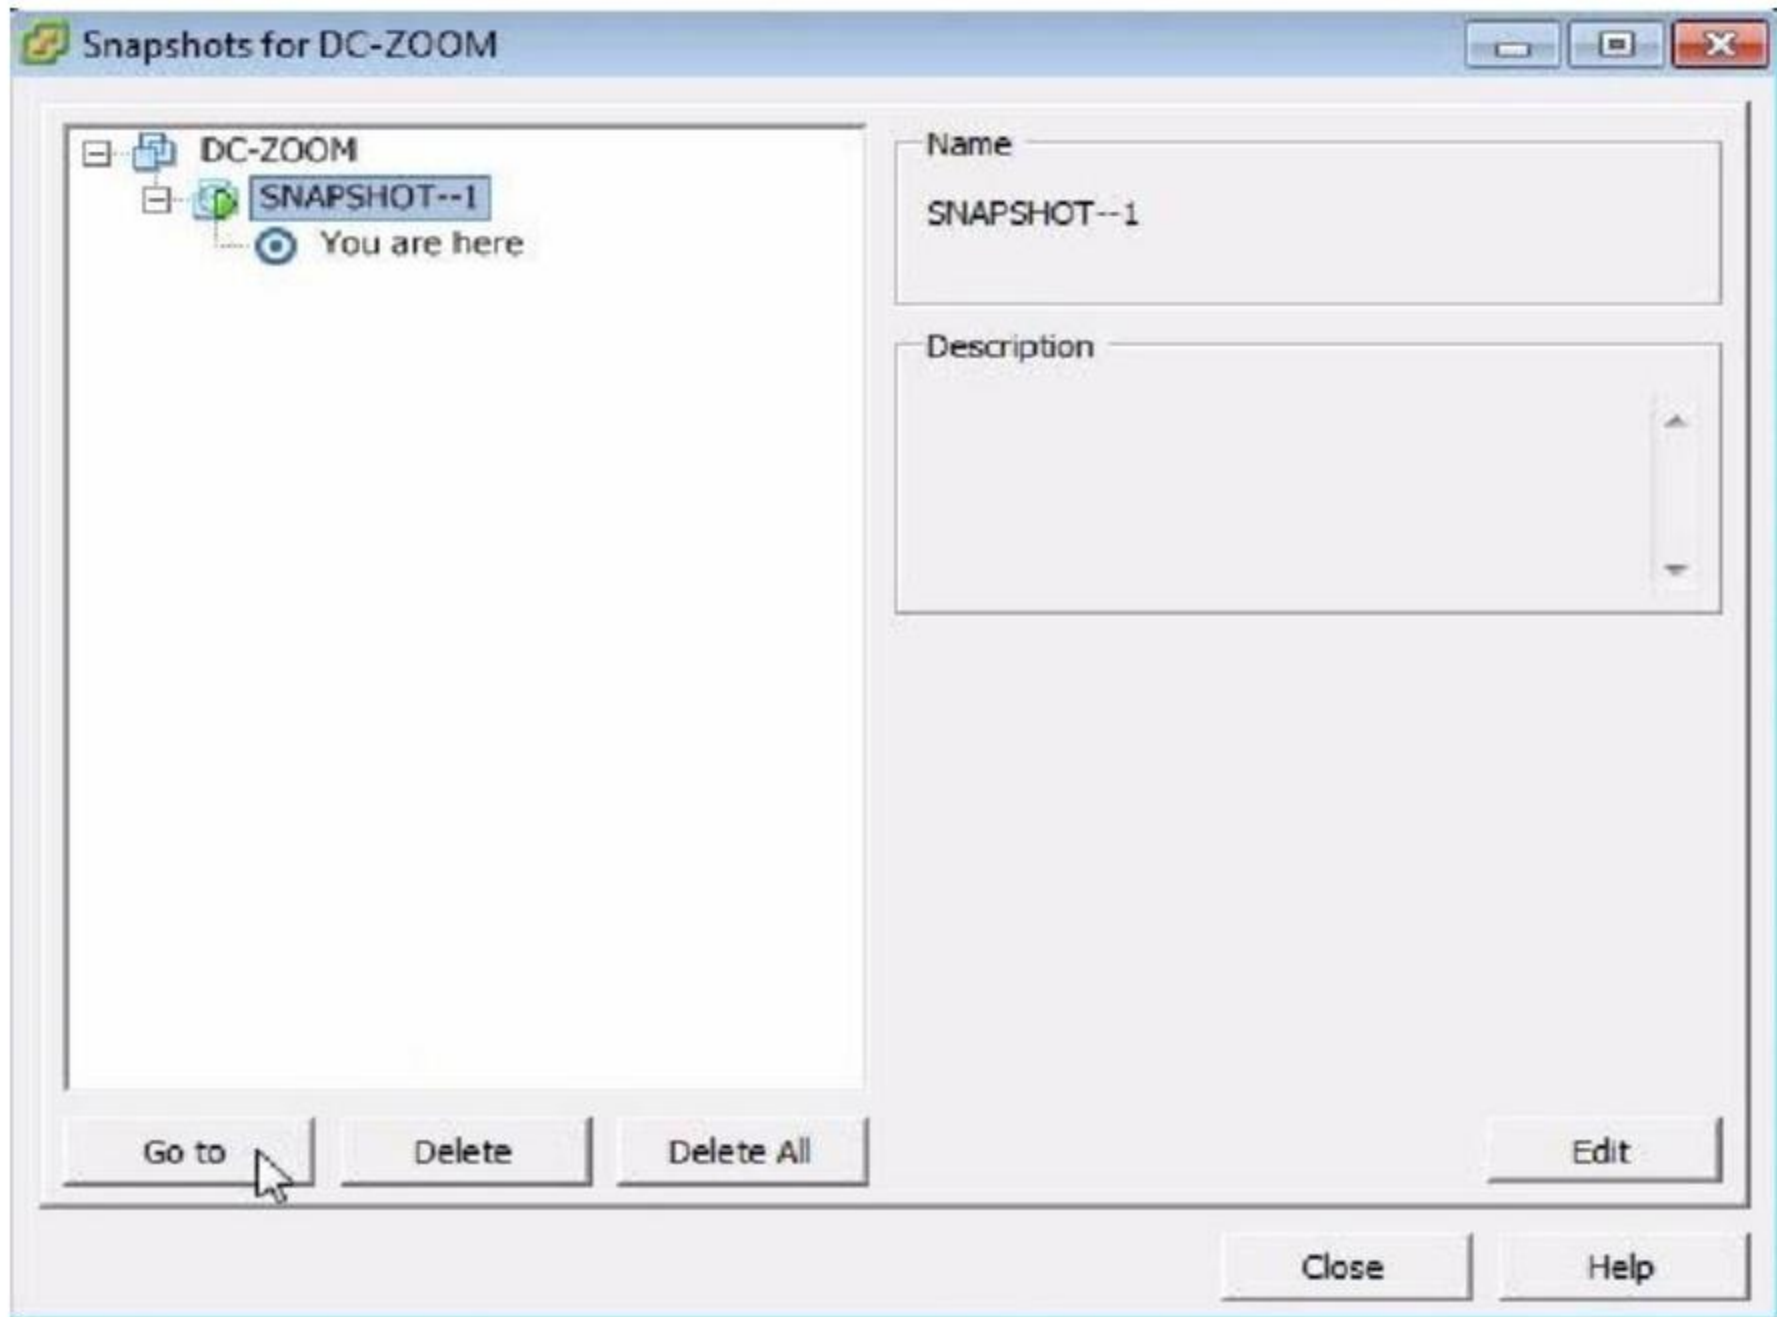 Snapshots for DC-ZOOM
DC-ZOOM
SNAPSHOT--1
You are here
Name
SNAPSHOT--1
Description
Go to
Delete
Delete All
Edit
Close
Help